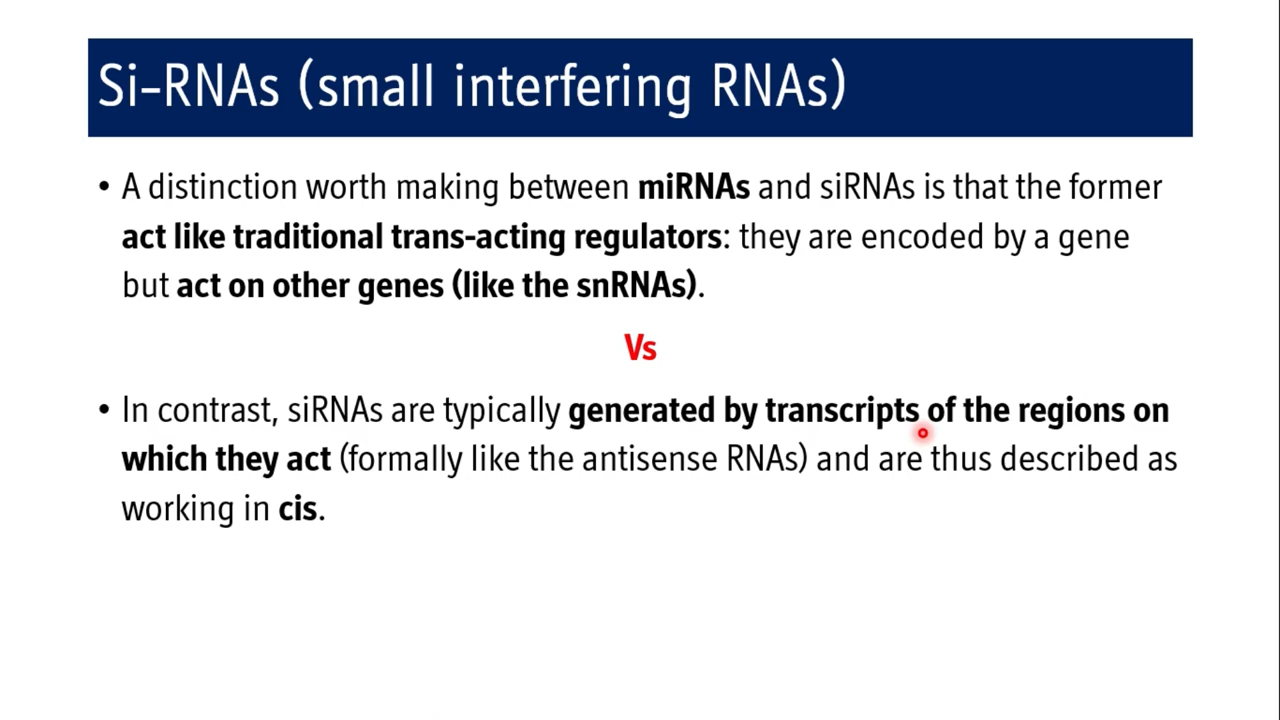 Si-RNAs (small interfering RNAs)
• A distinction worth making between miRNAs and siRNAs is that the former
act like traditional trans-acting regulators: they are encoded by a gene
but act on other genes (like the snRNAs).
Vs
• In contrast, siRNAs are typically generated by transcripts of the regions on
which they act (formally like the antisense RNAs) and are thus described as
working in cis.